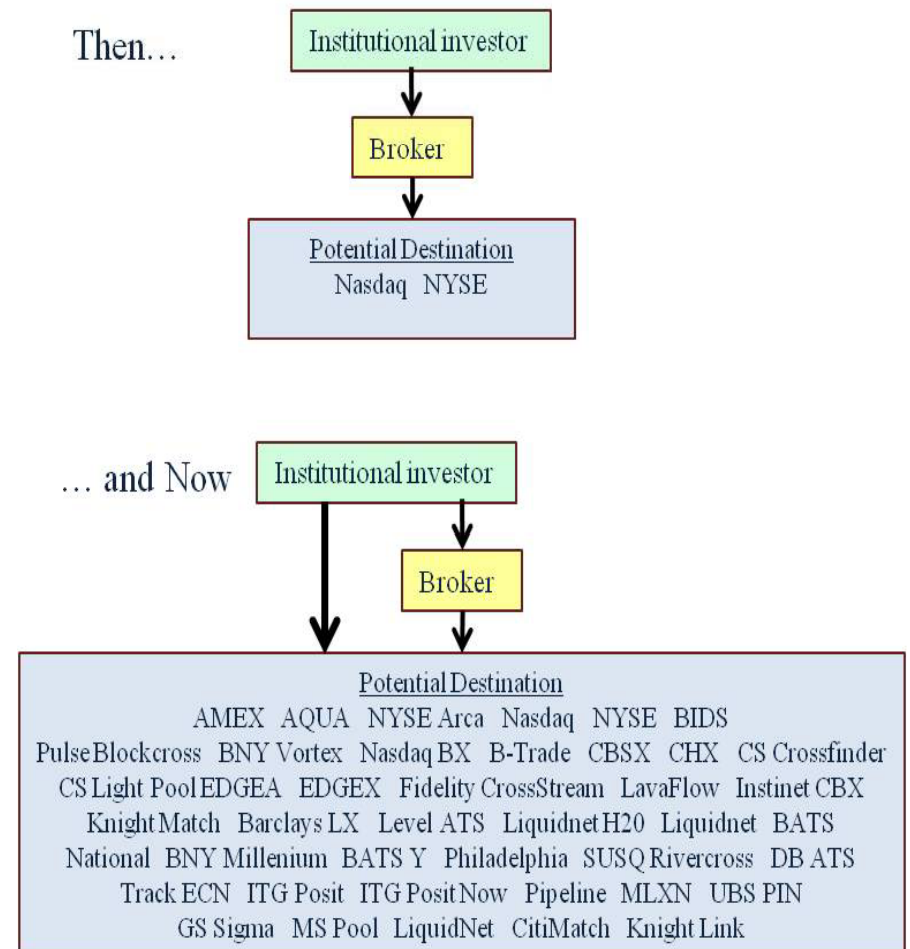 Then…
Institutional investor
Broker
Potential Destination
Nasdaq NYSE
… and Now
Institutional investor
Broker
Potential Destination
AMEX AQUA NYSE Arca Nasdaq NYSE BIDS
Pulse Blockcross BNY Vortex Nasdaq BX B-Trade CBSX CHX CS Crossfinder
CS Light Pool EDGEA EDGEX Fidelity CrossStream LavaFlow Instinet CBX
Knight Match Barclays LX Level ATS Liquidnet H20 Liquidnet BATS
National BNY Millenium BATS Y Philadelphia SUSQ Rivercross DB ATS
Track ECN ITG Posit ITG Posit Now Pipeline MLXN UBS PIN
GS Sigma MS Pool LiquidNet CitiMatch Knight Link